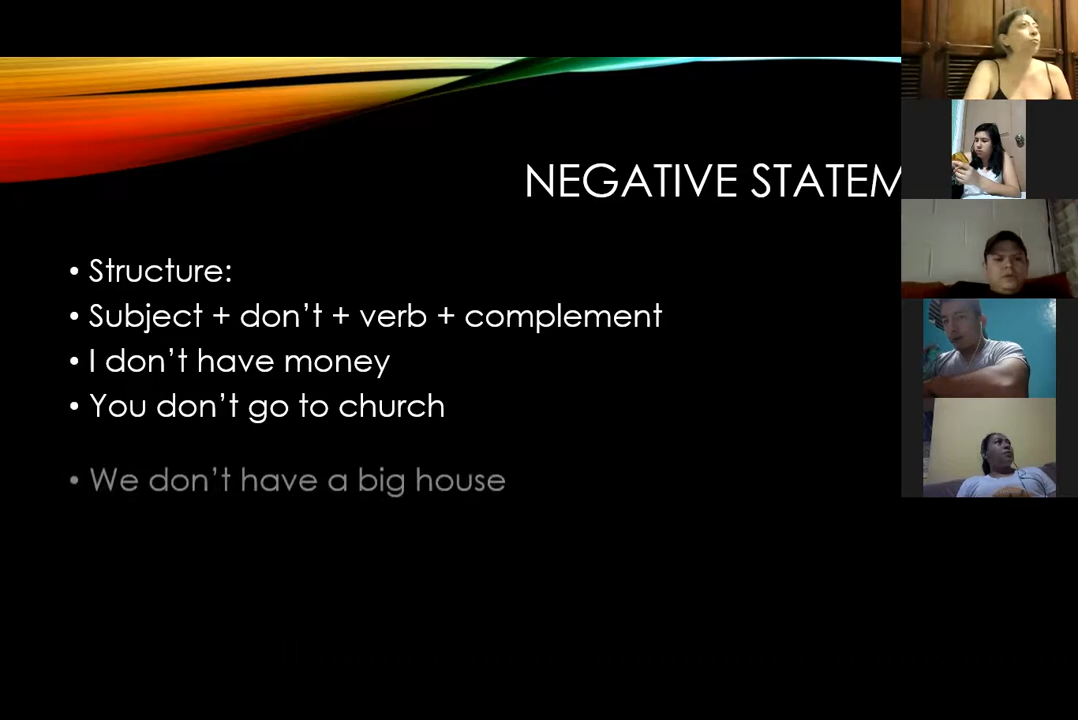 NEGATIVE STATEM
• Structure:
• Subject + don't + verb + complement
• I don't have money
• You don't go to church
• We don't have a big house